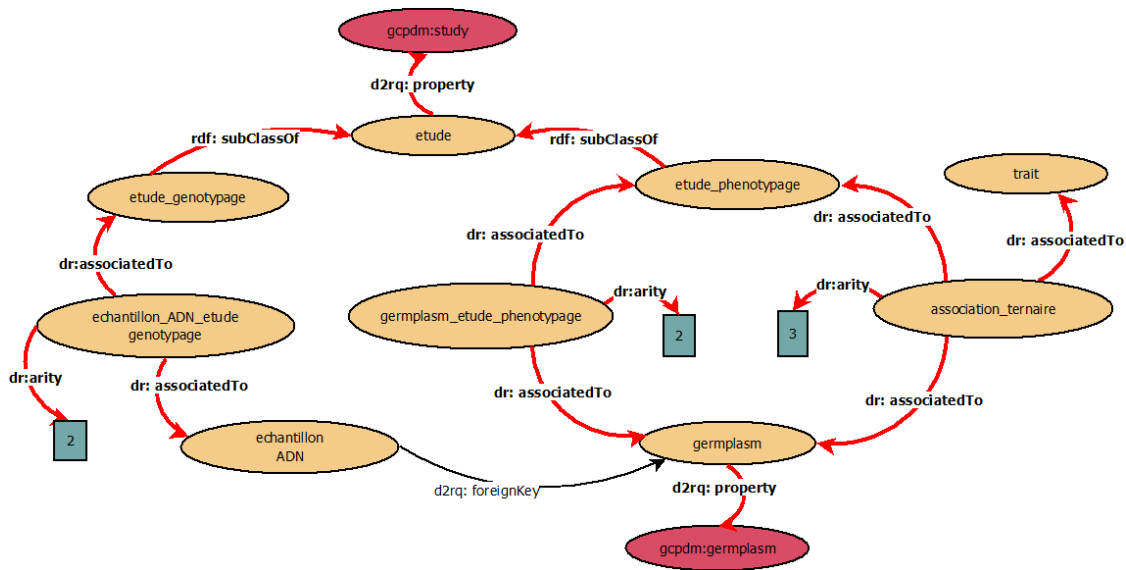 gcpdm:study
d2rq: property
etude
rdf: subClassOf
rdf: subClassOf
etude_genotypage
etude_phenotypage
trait
dr:associatedTo
dr: associatedTo
dr: associatedTo
dr: associatedTo
echantillon_ADN_etude
genotypage
germplasm_etude_phenotypage
dr:arity
dr:arity
association_ternaire
2
3
dr:arity
dr: associatedTo
dr: associatedTo
dr: associatedTo
2
echantillon
ADN
germplasm
d2rq: foreignKey
d2rq: property
gcpdm:germplasm